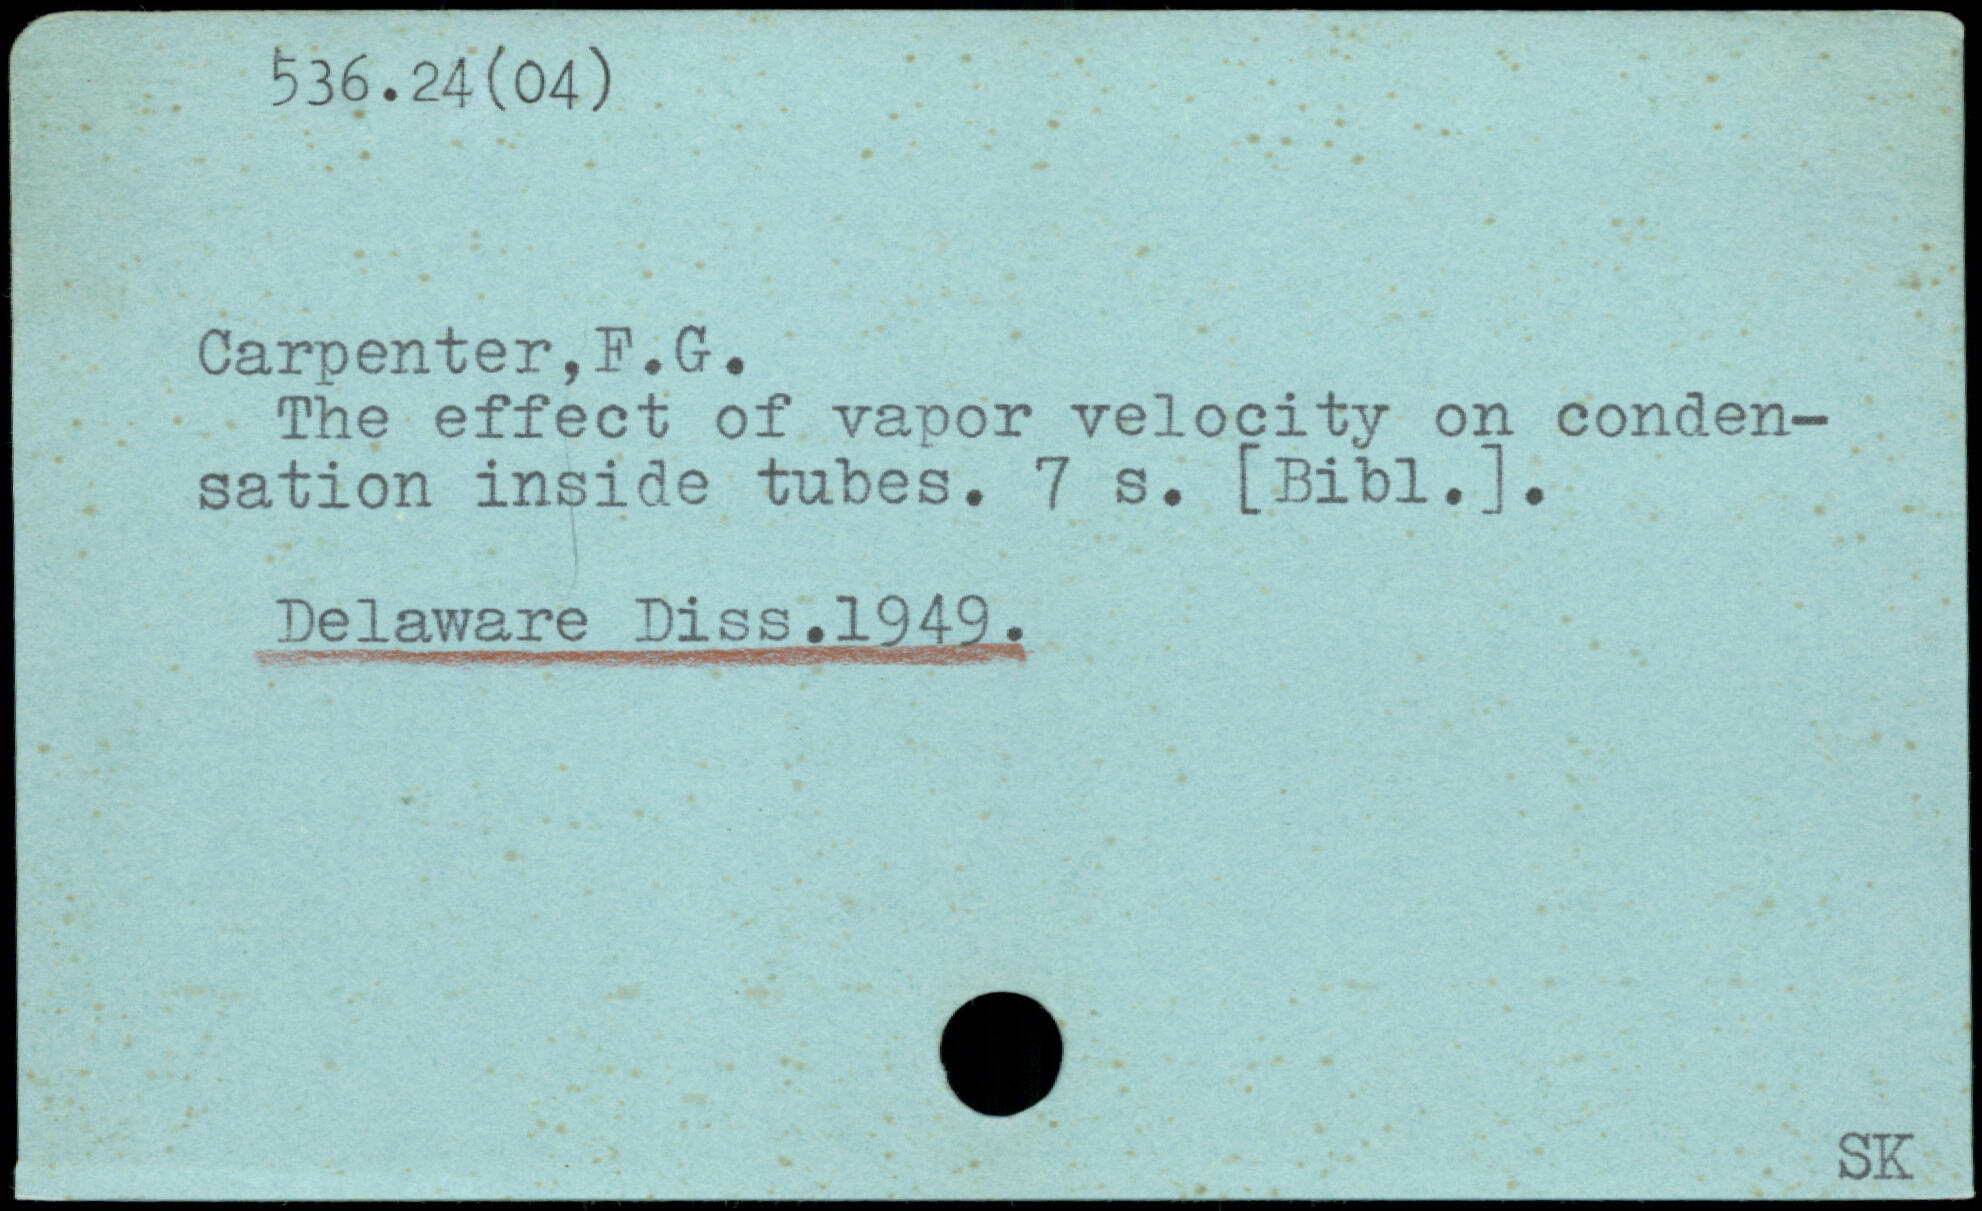 536.24(04)
Carpenter,F.G.
The effect of vapor velocity on conden-
sation inside tubes. 7 s. [Bibl.].
Delaware Diss.1949.
SK